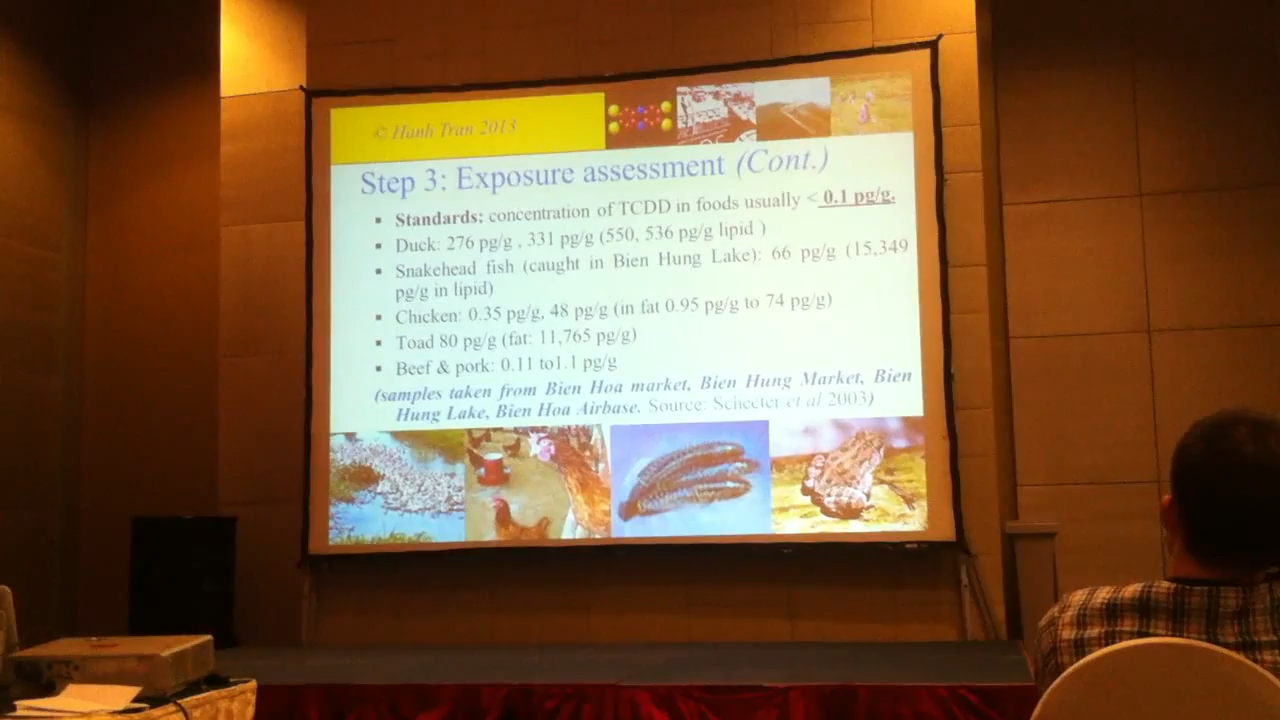 © Hanh Tran 2013
Step 3: Exposure assessment (Cont.)
▪ Standards: concentration of TCDD in foods usually < 0.1 pg/g.
▪ Duck: 276 pg/g , 331 pg/g (550, 536 pg/g lipid )
▪ Snakehead fish (caught in Bien Hung Lake): 66 pg/g (15,349
pg/g in lipid)
▪ Chicken: 0.35 pg/g, 48 pg/g (in fat 0.95 pg/g to 74 pg/g)
▪ Toad 80 pg/g (fat: 11,765 pg/g)
▪ Beef & pork: 0.11 to1.1 pg/g
(samples taken from Bien Hoa market, Bien Hung Market, Bien
Hung Lake, Bien Hoa Airbase. Source: Schecter et al 2003)